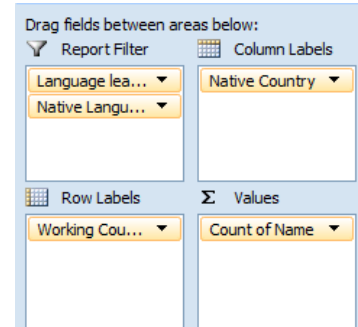 Drag fields between areas below:
Report Filter
Column Labels
Language lea...
Native Langu...
Native Country
Row Labels
Σ Values
Working Cou...
Count of Name